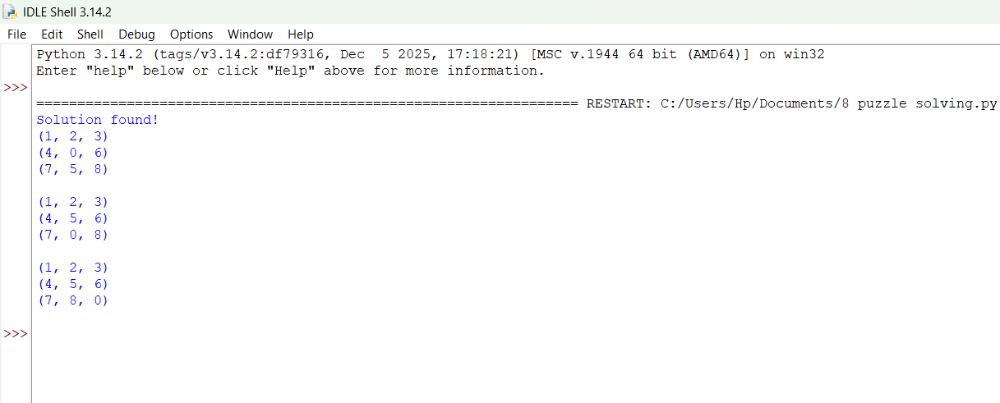 IDLE Shell 3.14.2
File Edit Shell Debug Options Window Help
Python 3.14.2 (tags/v3.14.2:df79316, Dec  5 2025, 17:18:21) [MSC v.1944 64 bit (AMD64)] on win32
Enter "help" below or click "Help" above for more information.
>>>
================================================================== RESTART: C:/Users/Hp/Documents/8 puzzle solving.py
Solution found!
(1, 2, 3)
(4, 0, 6)
(7, 5, 8)
(1, 2, 3)
(4, 5, 6)
(7, 0, 8)
(1, 2, 3)
(4, 5, 6)
(7, 8, 0)
>>>